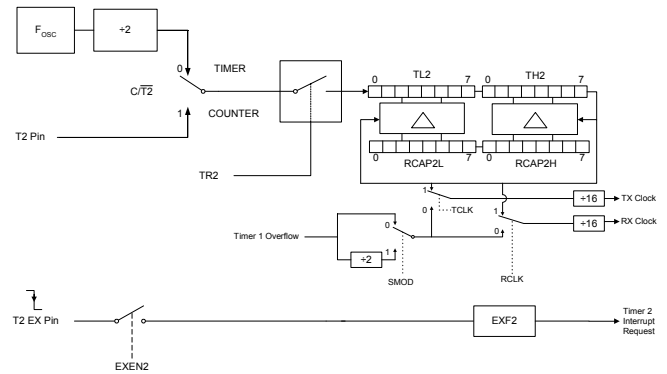 FOSC
÷2
0
TIMER
C/T2
1
COUNTER
T2 Pin
TR2
0
TL2
7
0
TH2
7
0
RCAP2L
7
0
RCAP2H
7
1
TCLK
0
÷16
TX Clock
1
0
÷16
RX Clock
RCLK
Timer 1 Overflow
0
÷2
1
SMOD
T2 EX Pin
EXEN2
EXF2
Timer 2
Interrupt
Request